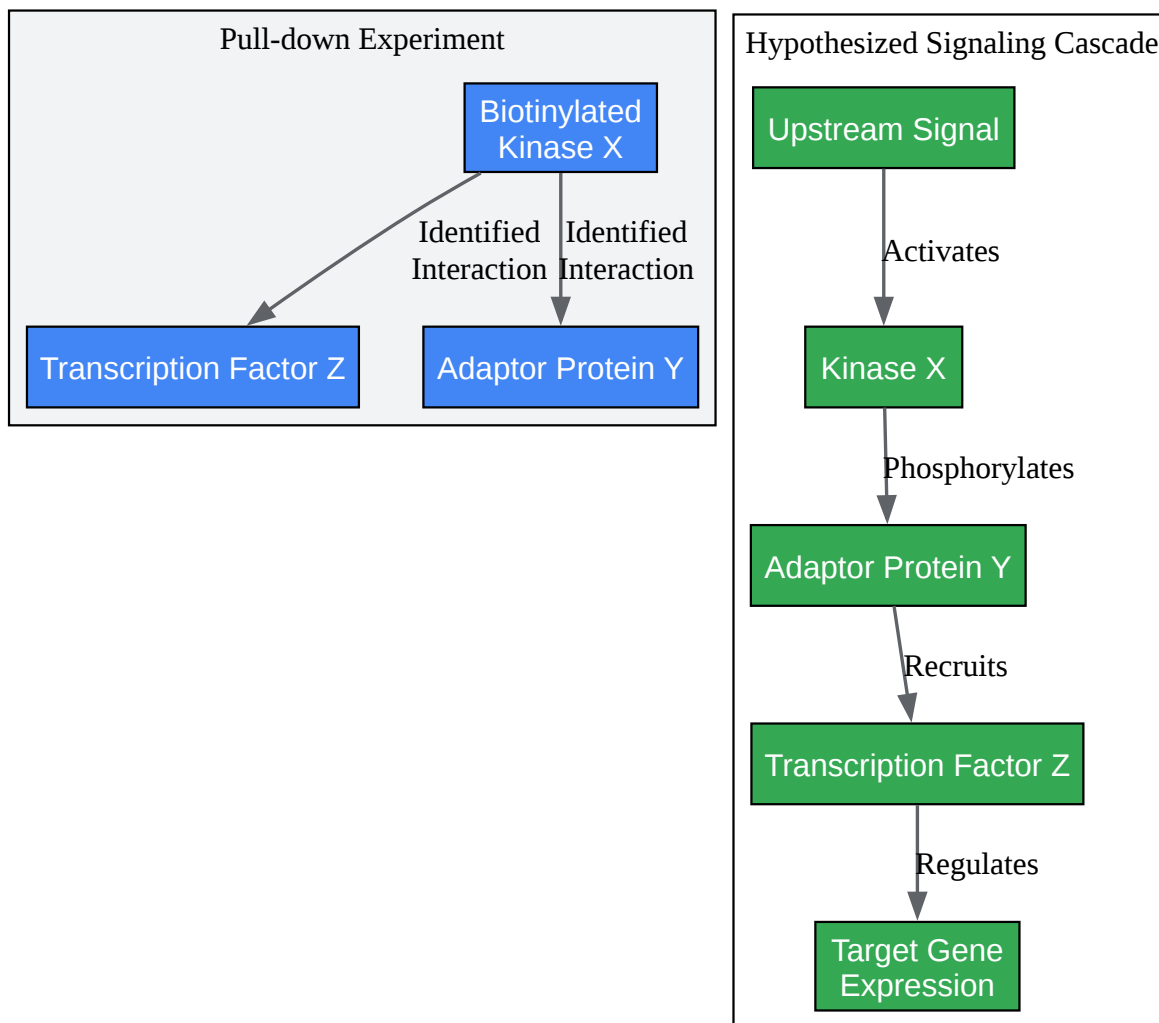 Pull-down Experiment
Biotinylated
Kinase X
Identified
Interaction
Identified
Interaction
Transcription Factor Z
Adaptor Protein Y
Hypothesized Signaling Cascade
Upstream Signal
Activates
Kinase X
Phosphorylates
Adaptor Protein Y
Recruits
Transcription Factor Z
Regulates
Target Gene
Expression